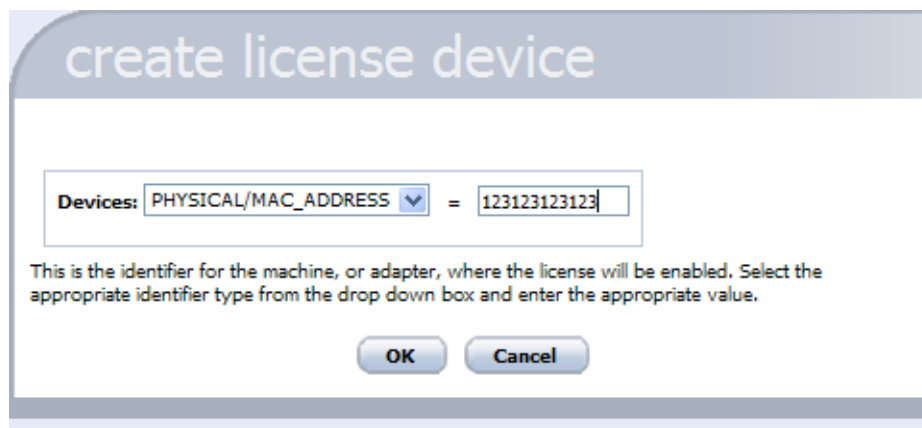 create license device
Devices: PHYSICAL/MAC_ADDRESS = 123123123123
This is the identifier for the machine, or adapter, where the license will be enabled. Select the
appropriate identifier type from the drop down box and enter the appropriate value.
OK Cancel